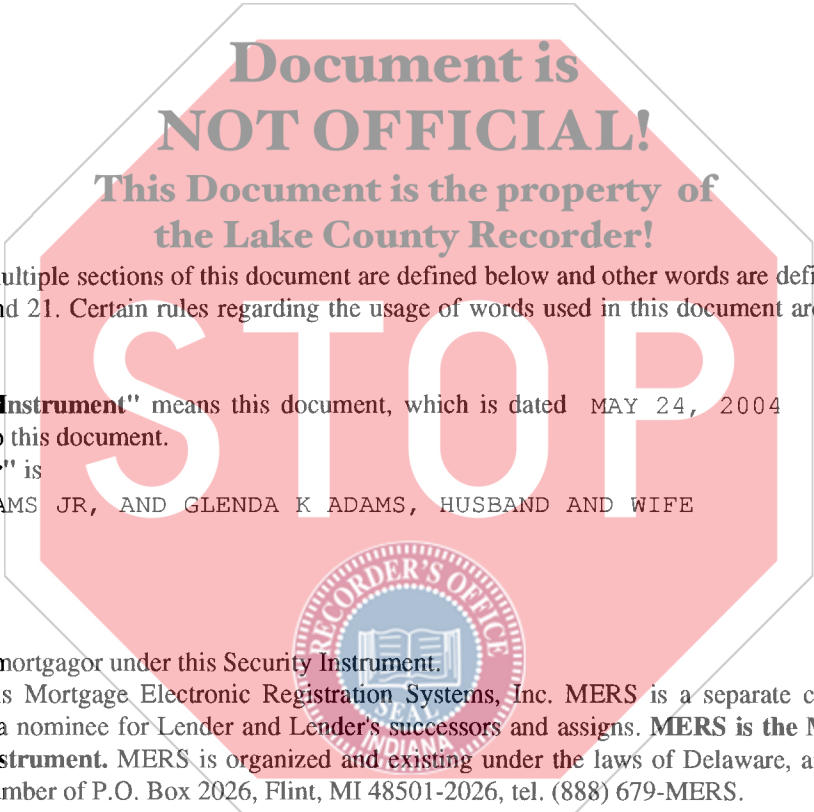 Document is
NOT OFFICIAL!
This Document is the property of
the Lake County Recorder!
ultiple sections of this document are defined below and other words are defi
nd 21. Certain rules regarding the usage of words used in this document are
STOP
Instrument" means this document, which is dated MAY 24, 2004
o this document.
" is
AMS JR, AND GLENDA K ADAMS, HUSBAND AND WIFE
RECORDER'S OFFICE
SEAL
INDIANA
mortgagor under this Security Instrument.
is Mortgage Electronic Registration Systems, Inc. MERS is a separate c
a nominee for Lender and Lender's successors and assigns. MERS is the M
strument. MERS is organized and existing under the laws of Delaware, a
mber of P.O. Box 2026, Flint, MI 48501-2026, tel. (888) 679-MERS.